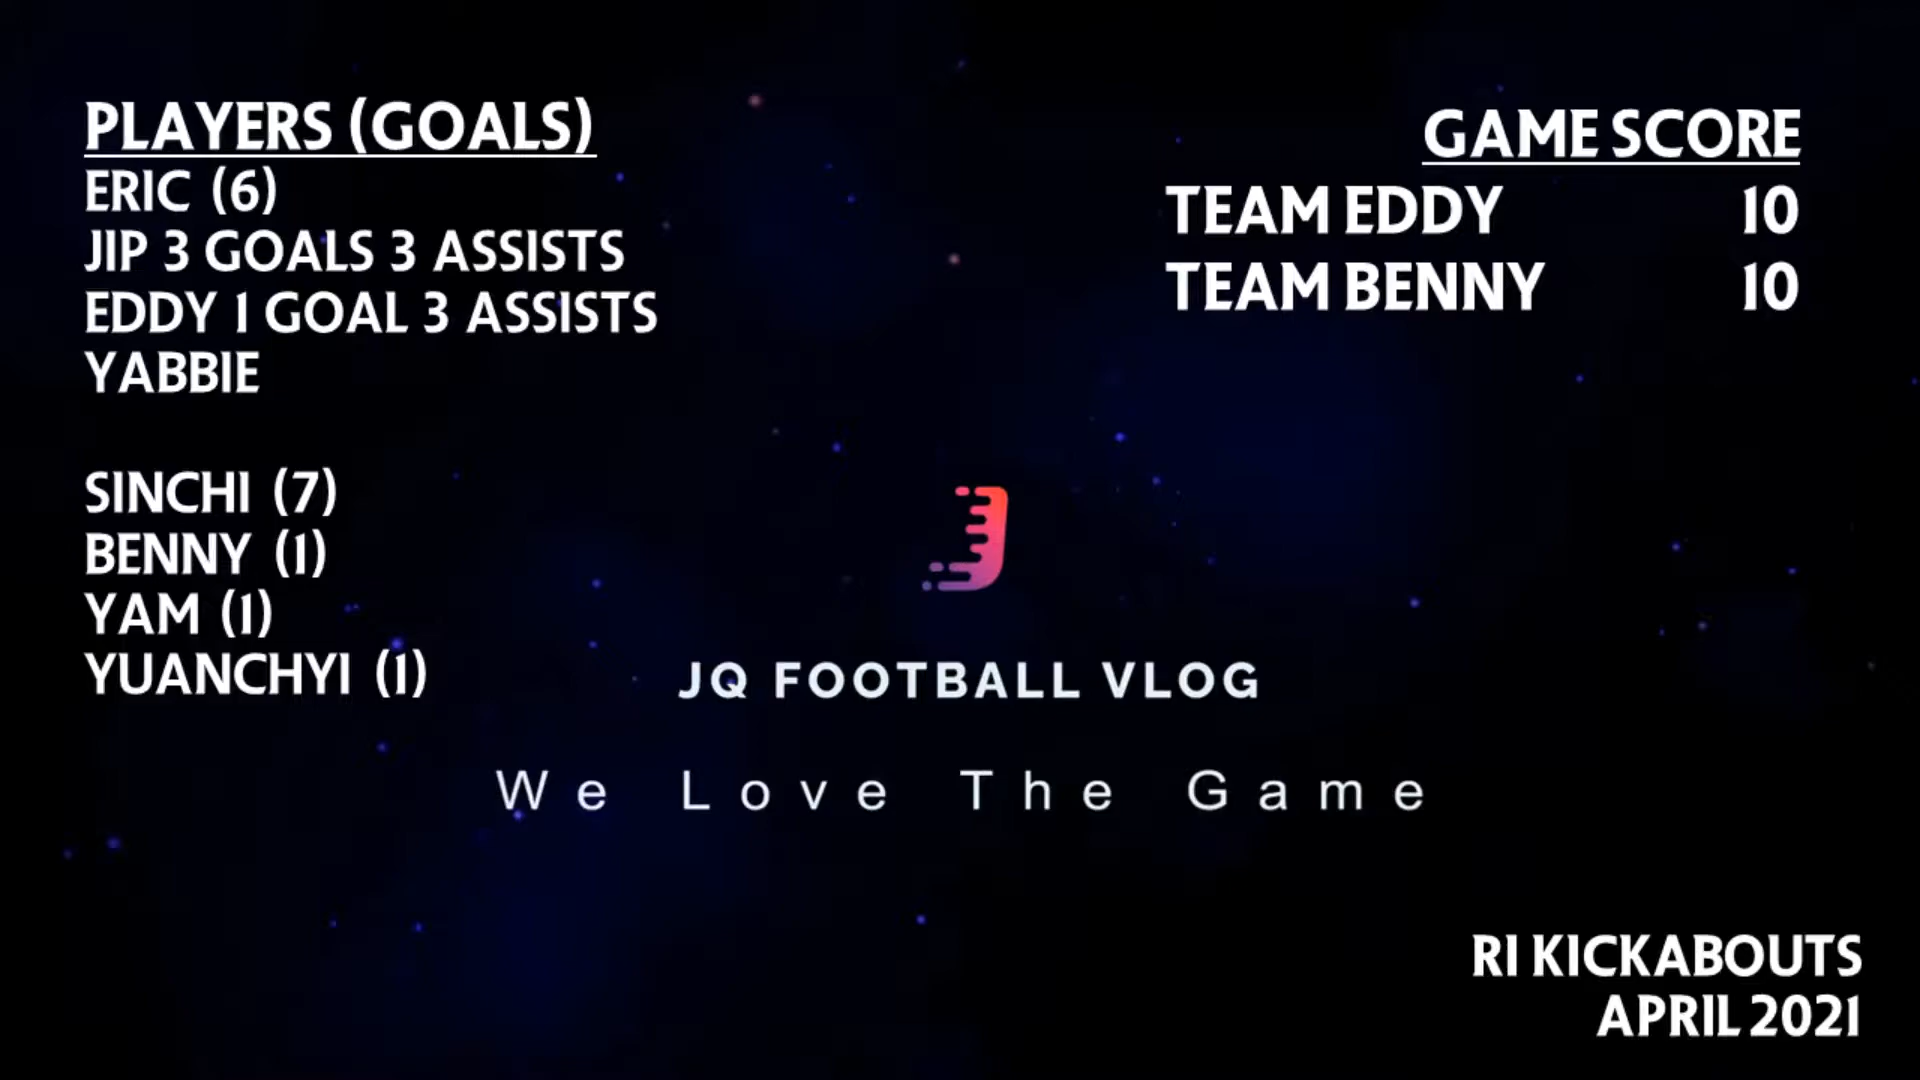 PLAYERS (GOALS)
ERIC (6)
JIP 3 GOALS 3 ASSISTS
EDDY 1 GOAL 3 ASSISTS
YABBIE
SINCHI (7)
BENNY (1)
YAM (1)
YUANCHYI (1)
GAME SCORE
TEAM EDDY 10
TEAM BENNY 10
JQ FOOTBALL VLOG
We Love The Game
RI KICKABOUTS
APRIL 2021